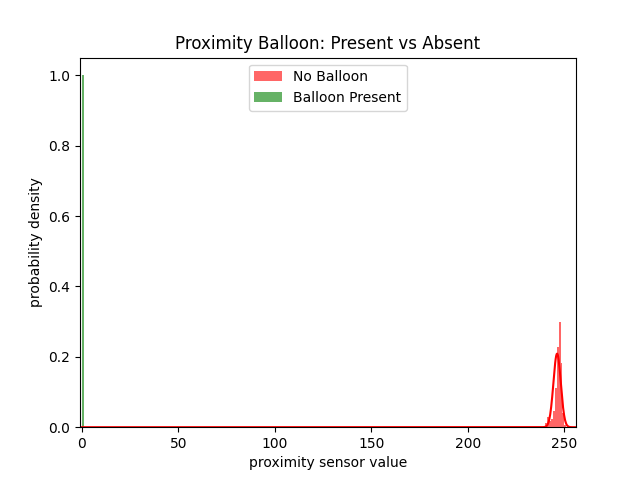 Proximity Balloon: Present vs Absent
No Balloon
Balloon Present
probability density
1.0
0.8
0.6
0.4
0.2
0.0
0 50 100 150 200 250
proximity sensor value